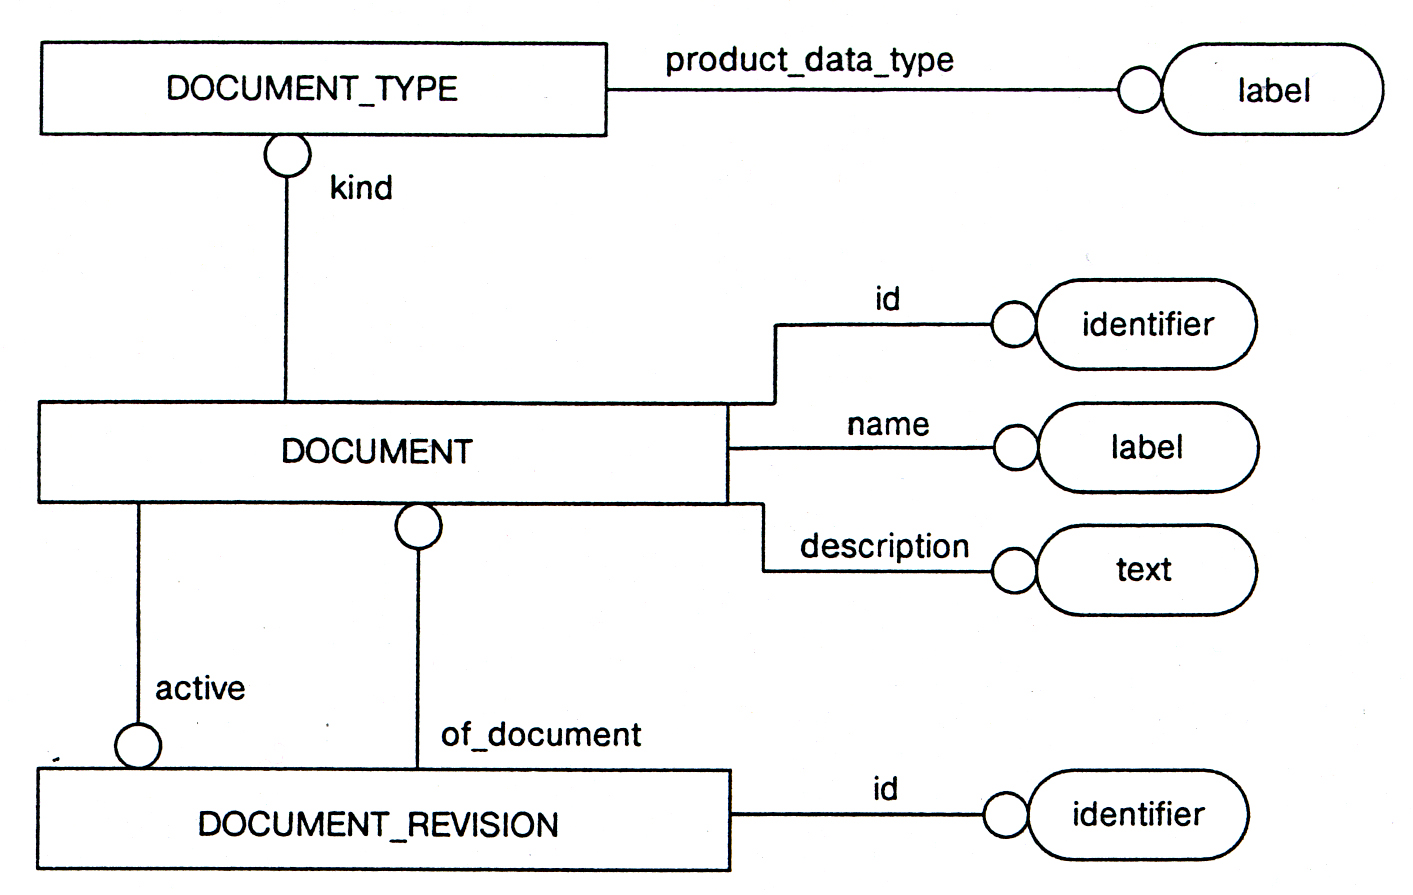 product_data_type
DOCUMENT_TYPE
label
kind
id
identifier
name
DOCUMENT
label
description
text
active
of_document
id
DOCUMENT_REVISION
identifier